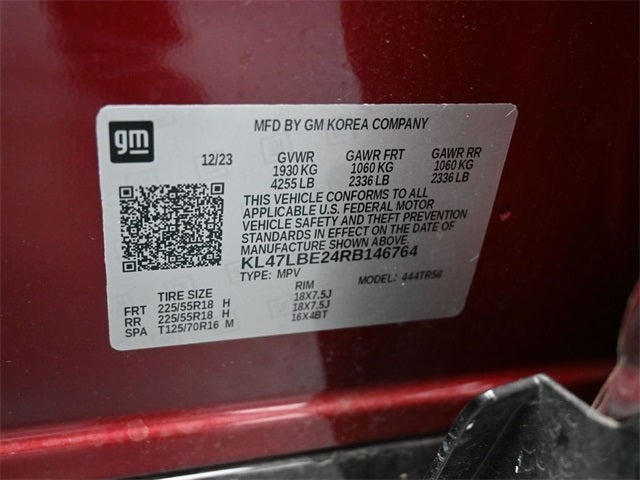 gm
MFD BY GM KOREA COMPANY
12/23 GVWR GAWR FRT GAWR RR
1930 KG 1060 KG 1060 KG
4255 LB 2336 LB 2336 LB
THIS VEHICLE CONFORMS TO ALL
APPLICABLE U.S. FEDERAL MOTOR
VEHICLE SAFETY AND THEFT PREVENTION
STANDARDS IN EFFECT ON THE DATE OF
MANUFACTURE SHOWN ABOVE.
KL47LBE24RB146764
TYPE: MPV MODEL: 444TR58
TIRE SIZE RIM
FRT 225/55R18 H 18X7.5J
RR 225/55R18 H 18X7.5J
SPA T125/70R16 M 16X4BT